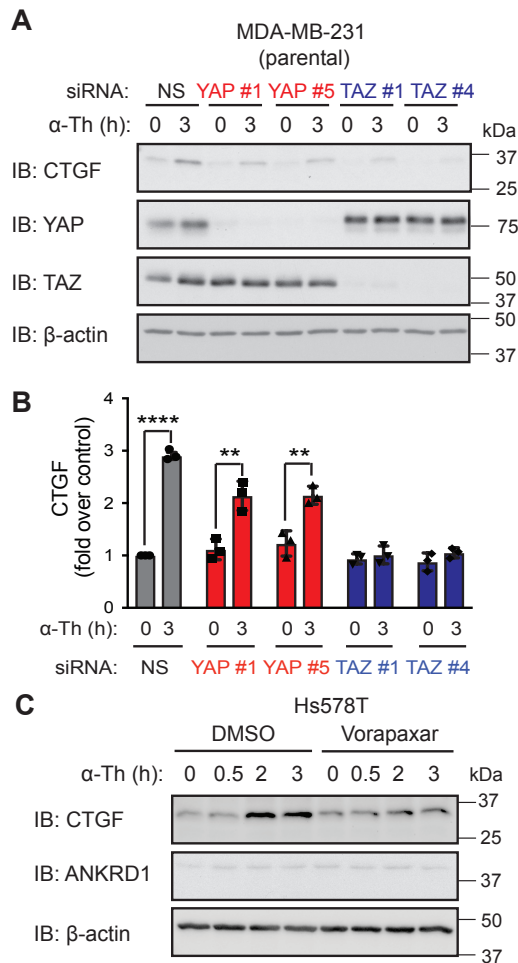 A
MDA-MB-231
(parental)
siRNA: NS YAP #1 YAP #5 TAZ #1 TAZ #4
α-Th (h): 0 3 0 3 0 3 0 3 0 3 kDa
IB: CTGF 37
25
IB: YAP 75
IB: TAZ 50
37
IB: β-actin 50
37
B
CTGF
(fold over control)
4
3
2
1
0
**** ** **
α-Th (h): 0 3 0 3 0 3 0 3 0 3
siRNA: NS YAP #1 YAP #5 TAZ #1 TAZ #4
C
Hs578T
DMSO Vorapaxar
α-Th (h): 0 0.5 2 3 0 0.5 2 3 kDa
IB: CTGF 37
25
IB: ANKRD1 37
IB: β-actin 50
37